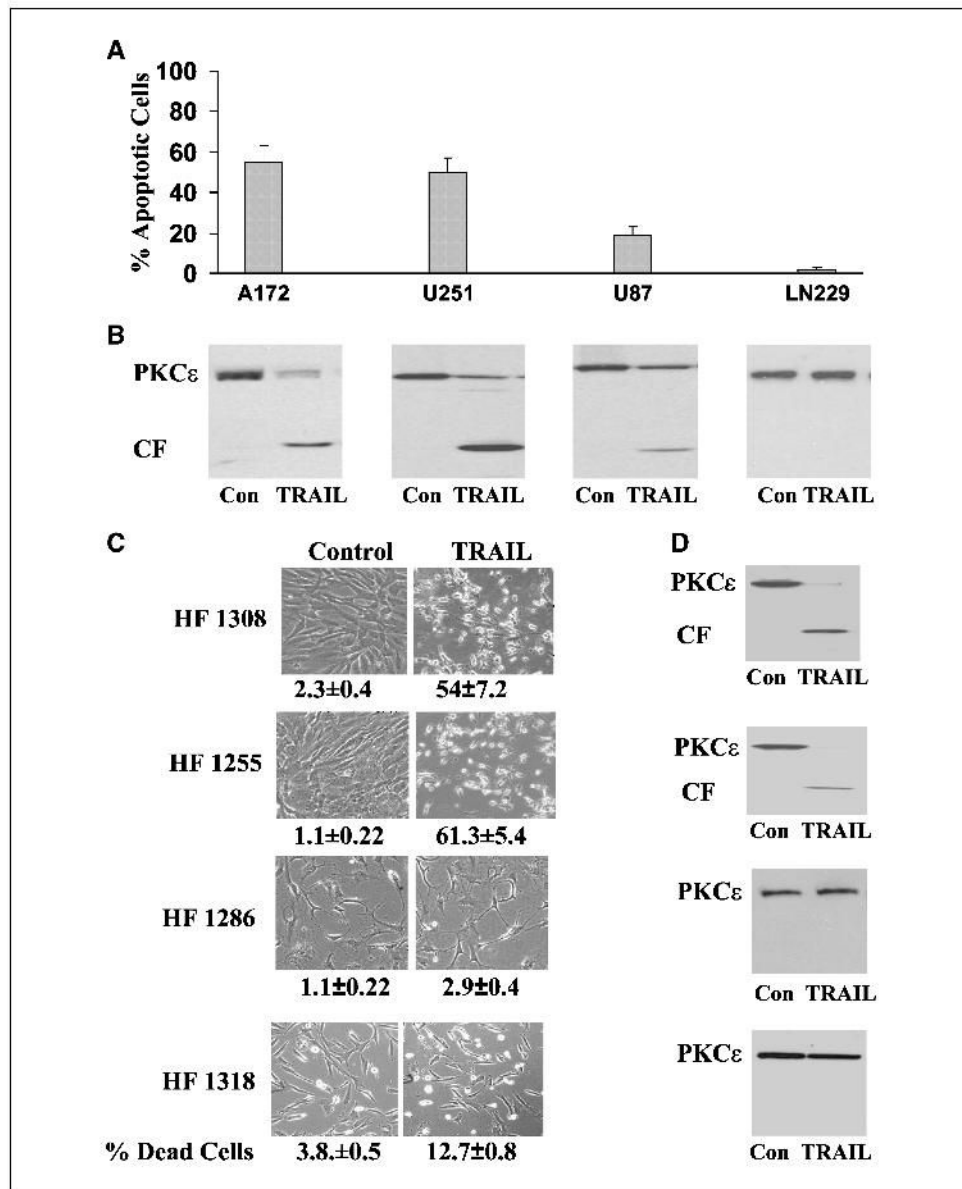 A
% Apoptotic Cells
100
80
60
40
20
0
A172 U251 U87 LN229
B
PKCε
CF
Con TRAIL Con TRAIL Con TRAIL Con TRAIL
C
Control TRAIL
HF 1308
2.3±0.4 54±7.2
HF 1255
1.1±0.22 61.3±5.4
HF 1286
1.1±0.22 2.9±0.4
HF 1318
% Dead Cells 3.8.±0.5 12.7±0.8
D
PKCε
CF
Con TRAIL
PKCε
CF
Con TRAIL
PKCε
Con TRAIL
PKCε
Con TRAIL